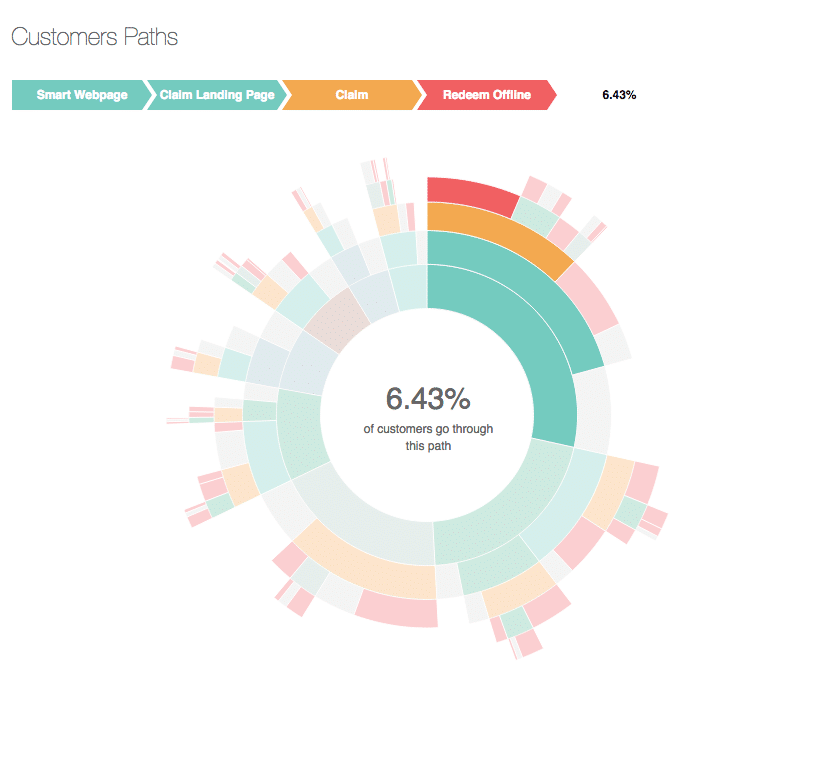 Customers Paths
Smart Webpage Claim Landing Page Claim Redeem Offline 6.43%
6.43%
of customers go through
this path